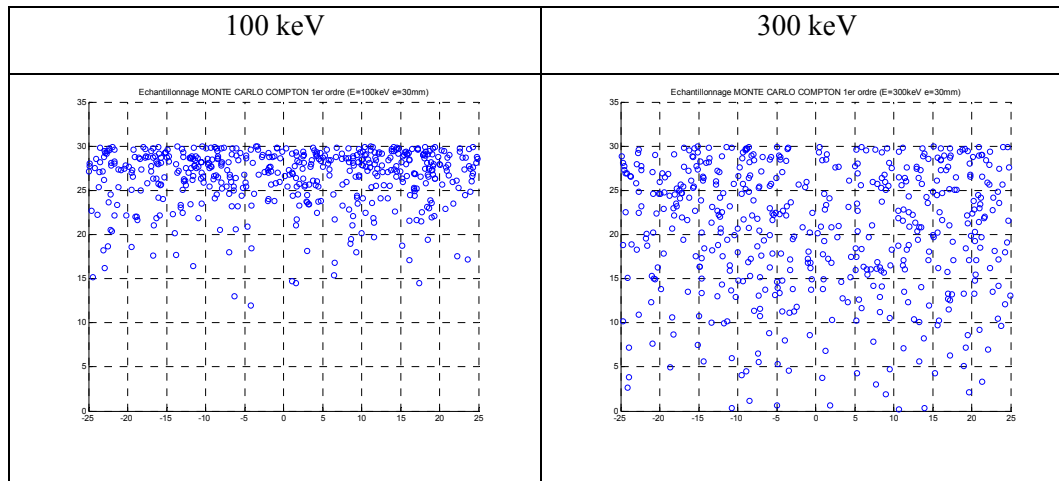 100 keV
300 keV
Echantillonnage MONTE CARLO COMPTON 1er ordre (E=100keV e=30mm)
35
30
25
20
15
10
5
0
-25 -20 -15 -10 -5 0 5 10 15 20 25
Echantillonnage MONTE CARLO COMPTON 1er ordre (E=300keV e=30mm)
35
30
25
20
15
10
5
0
-25 -20 -15 -10 -5 0 5 10 15 20 25